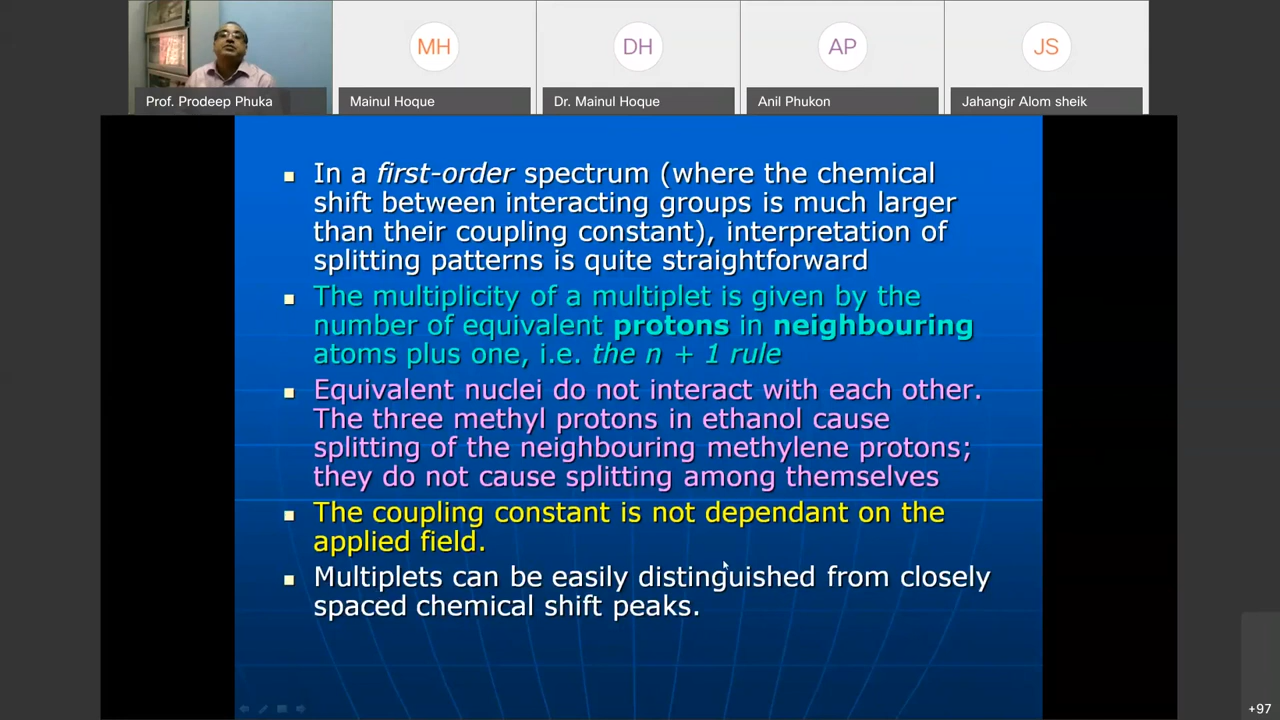 MH
DH
AP
JS
Prof. Prodeep Phuka
Mainul Hoque
Dr. Mainul Hoque
Anil Phukon
Jahangir Alom sheik
In a first-order spectrum (where the chemical
shift between interacting groups is much larger
than their coupling constant), interpretation of
splitting patterns is quite straightforward
The multiplicity of a multiplet is given by the
number of equivalent protons in neighbouring
atoms plus one, i.e. the n + 1 rule
Equivalent nuclei do not interact with each other.
The three methyl protons in ethanol cause
splitting of the neighbouring methylene protons;
they do not cause splitting among themselves
The coupling constant is not dependant on the
applied field.
Multiplets can be easily distinguished from closely
spaced chemical shift peaks.
+97